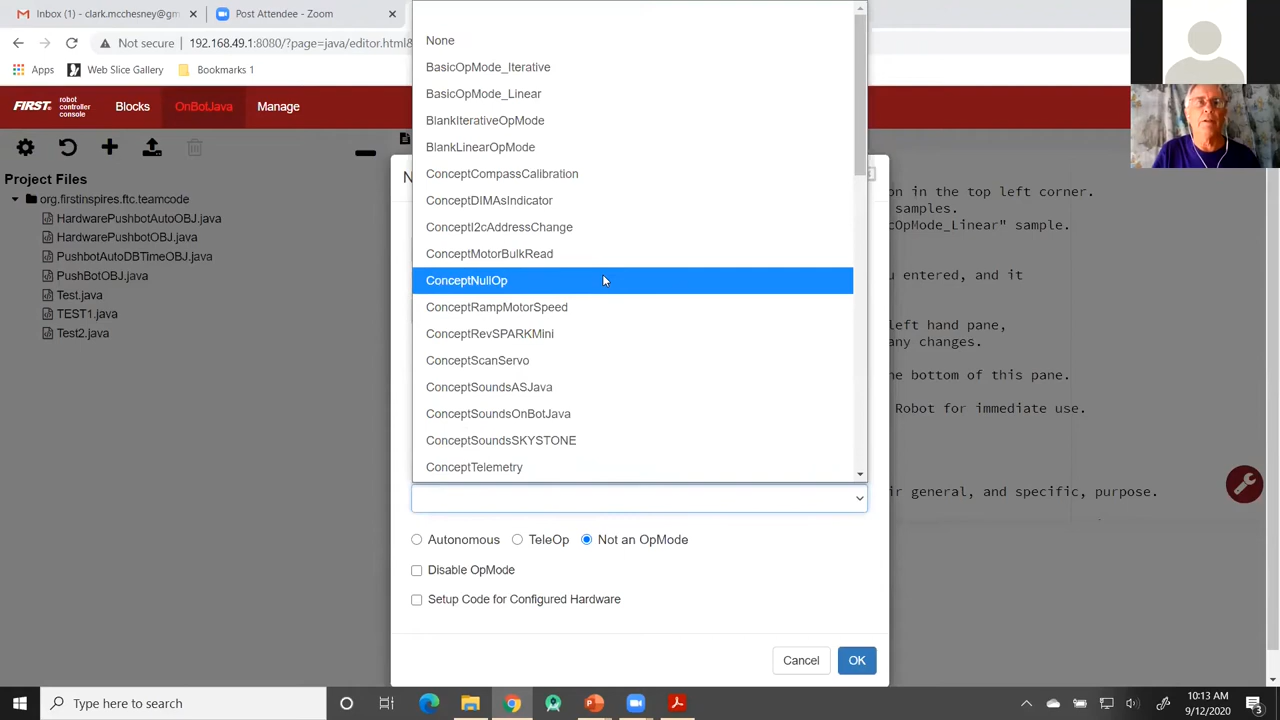 Inbox (1) - clark.mcchesney@gm
Post Attendee - Zoom
Not secure
192.168.49.1:8080/?page=java/editor.html&
Apps
Web Slice Gallery
Bookmarks 1
FIRST
robot
controller
console
Blocks
OnBotJava
Manage
Project Files
org.firstinspires.ftc.teamcode
HardwarePushbotAutoOBJ.java
HardwarePushbotOBJ.java
PushbotAutoDBTimeOBJ.java
PushBotOBJ.java
Test.java
TEST1.java
Test2.java
N
None
BasicOpMode_Iterative
BasicOpMode_Linear
BlankIterativeOpMode
BlankLinearOpMode
ConceptCompassCalibration
ConceptDIMAsIndicator
ConceptI2cAddressChange
ConceptMotorBulkRead
ConceptNullOp
ConceptRampMotorSpeed
ConceptRevSPARKMini
ConceptScanServo
ConceptSoundsASJava
ConceptSoundsOnBotJava
ConceptSoundsSKYSTONE
ConceptTelemetry
Autonomous
TeleOp
Not an OpMode
Disable OpMode
Setup Code for Configured Hardware
Cancel
OK
on in the top left corner.
samples.
cOpMode_Linear" sample.
u entered, and it
left hand pane,
any changes.
he bottom of this pane.
Robot for immediate use.
ir general, and specific, purpose.
Type here to search
10:13 AM
9/12/2020
3